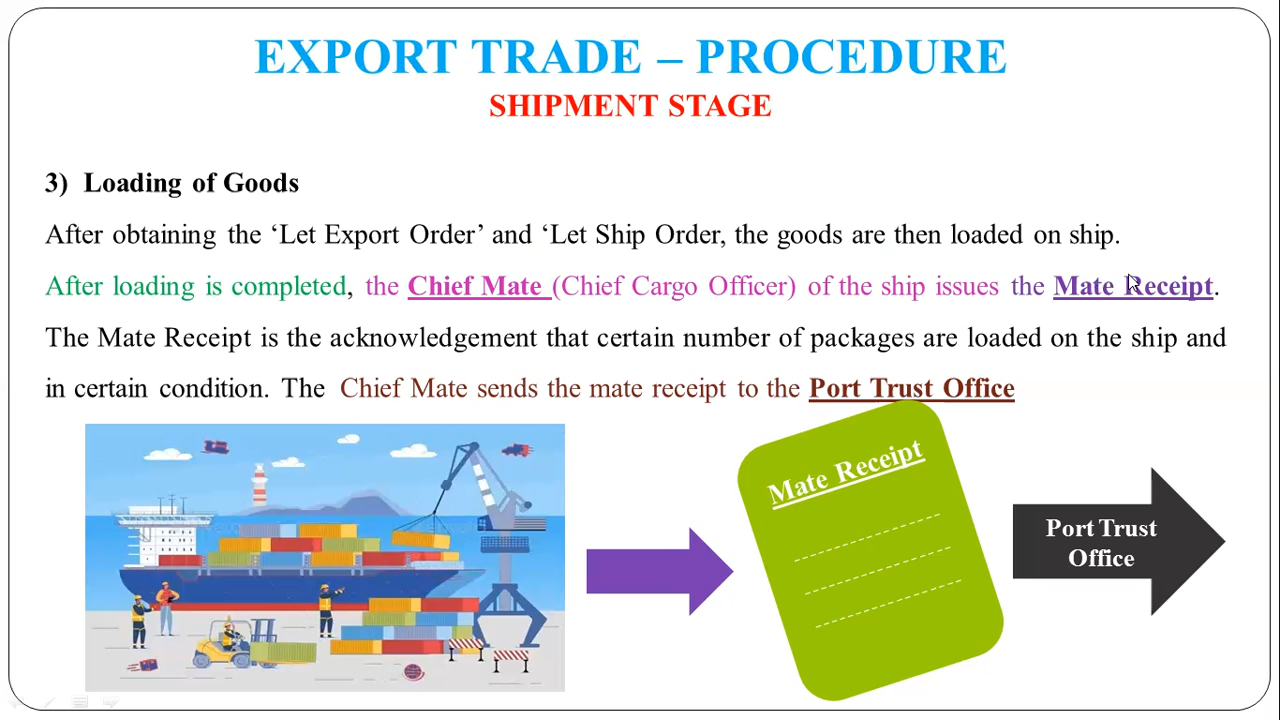 EXPORT TRADE – PROCEDURE
SHIPMENT STAGE
3) Loading of Goods
After obtaining the ‘Let Export Order’ and ‘Let Ship Order, the goods are then loaded on ship.
After loading is completed, the Chief Mate (Chief Cargo Officer) of the ship issues the Mate Receipt.
The Mate Receipt is the acknowledgement that certain number of packages are loaded on the ship and
in certain condition. The Chief Mate sends the mate receipt to the Port Trust Office
Mate Receipt
Port Trust
Office